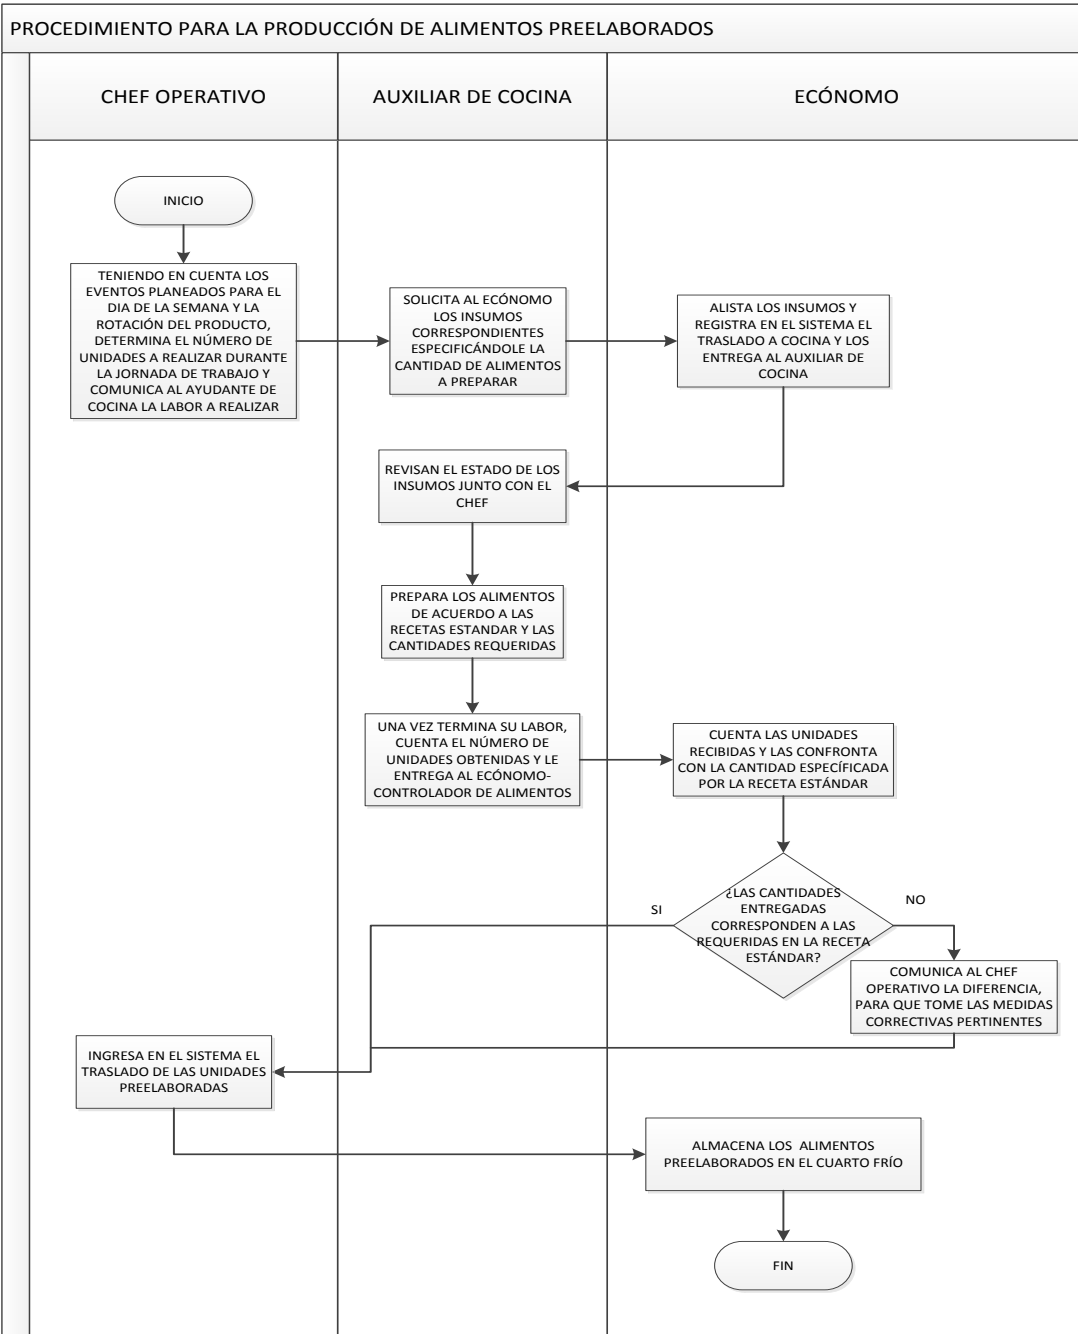 PROCEDIMIENTO PARA LA PRODUCCIÓN DE ALIMENTOS PREELABORADOS
CHEF OPERATIVO
AUXILIAR DE COCINA
ECÓNOMO
INICIO
TENIENDO EN CUENTA LOS
EVENTOS PLANEADOS PARA EL
DIA DE LA SEMANA Y LA
ROTACIÓN DEL PRODUCTO,
DETERMINA EL NÚMERO DE
UNIDADES A REALIZAR DURANTE
LA JORNADA DE TRABAJO Y
COMUNICA AL AYUDANTE DE
COCINA LA LABOR A REALIZAR
SOLICITA AL ECÓNOMO
LOS INSUMOS
CORRESPONDIENTES
ESPECIFICÁNDOLE LA
CANTIDAD DE ALIMENTOS
A PREPARAR
ALISTA LOS INSUMOS Y
REGISTRA EN EL SISTEMA EL
TRASLADO A COCINA Y LOS
ENTREGA AL AUXILIAR DE
COCINA
REVISAN EL ESTADO DE LOS
INSUMOS JUNTO CON EL
CHEF
PREPARA LOS ALIMENTOS
DE ACUERDO A LAS
RECETAS ESTANDAR Y LAS
CANTIDADES REQUERIDAS
UNA VEZ TERMINA SU LABOR,
CUENTA EL NÚMERO DE
UNIDADES OBTENIDAS Y LE
ENTREGA AL ECÓNOMO-
CONTROLADOR DE ALIMENTOS
CUENTA LAS UNIDADES
RECIBIDAS Y LAS CONFRONTA
CON LA CANTIDAD ESPECÍFICADA
POR LA RECETA ESTÁNDAR
¿LAS CANTIDADES
ENTREGADAS
CORRESPONDEN A LAS
REQUERIDAS EN LA RECETA
ESTÁNDAR?
SI
NO
COMUNICA AL CHEF
OPERATIVO LA DIFERENCIA,
PARA QUE TOME LAS MEDIDAS
CORRECTIVAS PERTINENTES
INGRESA EN EL SISTEMA EL
TRASLADO DE LAS UNIDADES
PREELABORADAS
ALMACENA LOS ALIMENTOS
PREELABORADOS EN EL CUARTO FRÍO
FIN